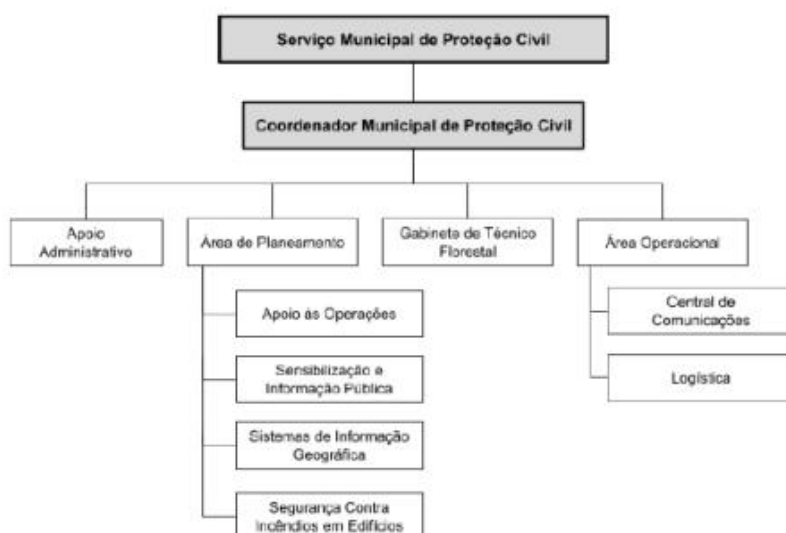 Serviço Municipal de Proteção Civil
Coordenador Municipal de Proteção Civil
Apoio
Administrativo
Área de Planeamento
Gabinete de Técnico
Florestal
Área Operacional
Apoio às Operações
Central de
Comunicações
Sensibilização e
Informação Pública
Logística
Sistemas de Informação
Geográfica
Segurança Contra
Incêndios em Edifícios